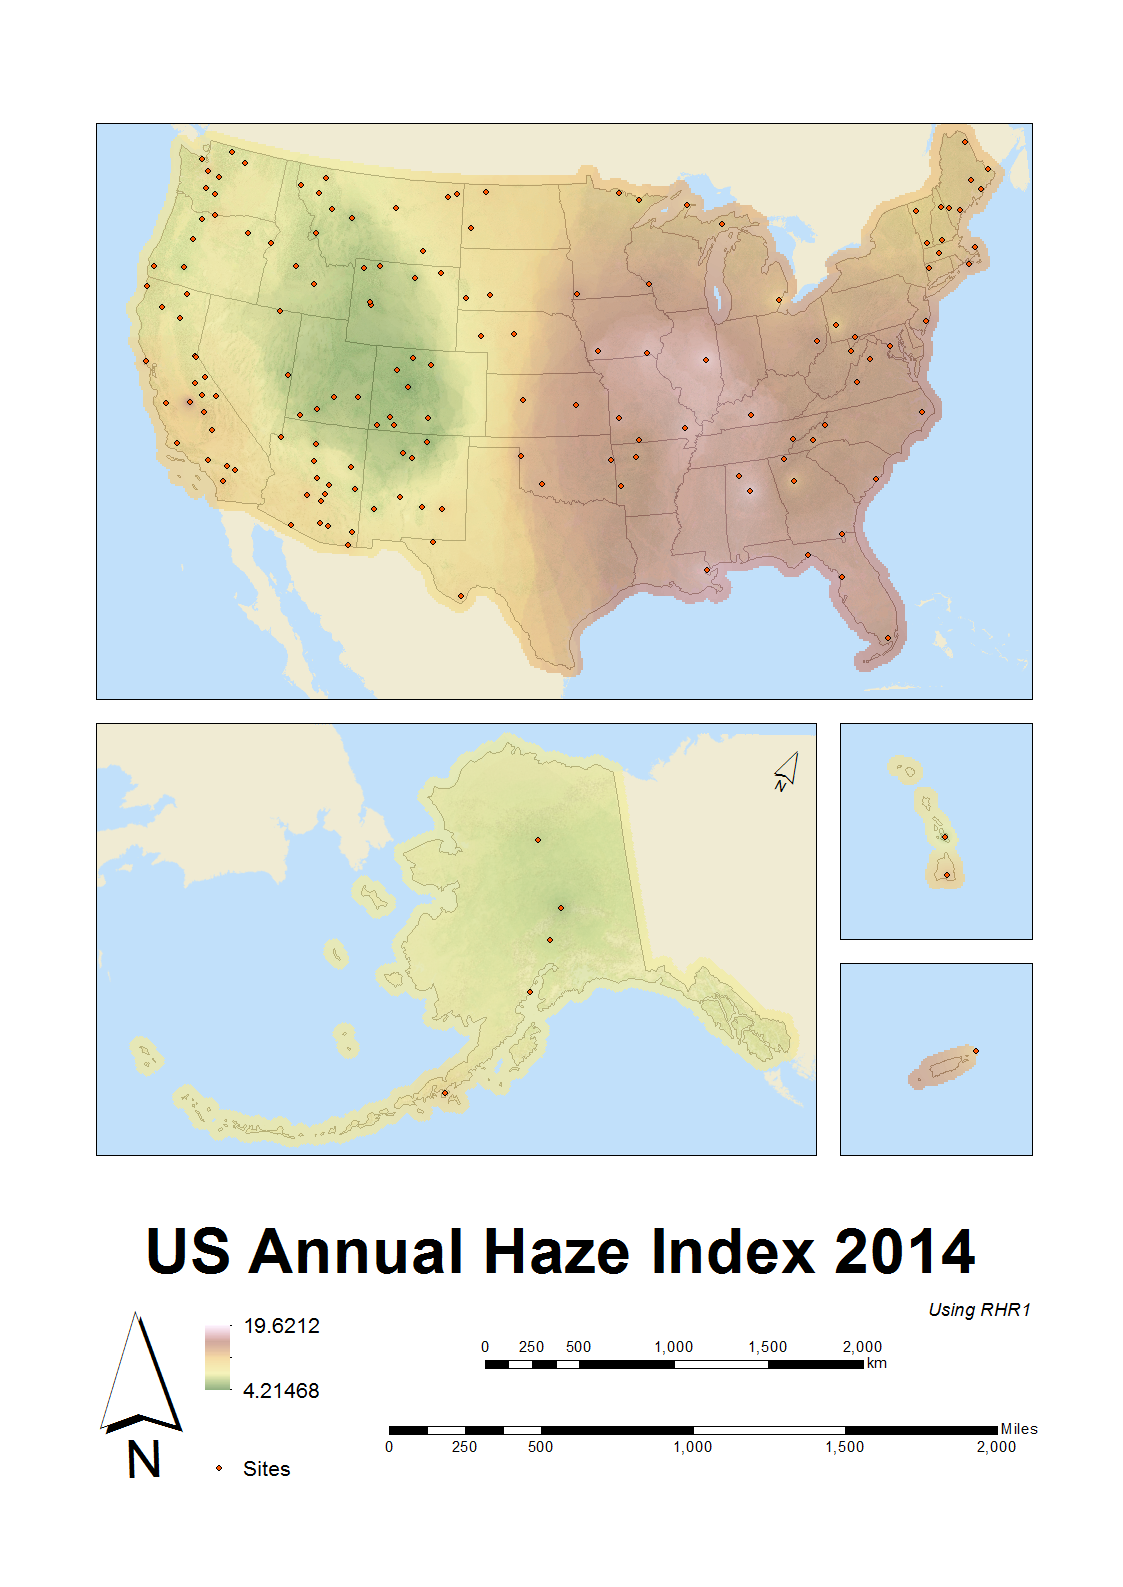 N
US Annual Haze Index 2014
Using RHR1
19.6212
4.21468
N
Sites
0 250 500 1,000 1,500 2,000
km
Miles
0 250 500 1,000 1,500 2,000